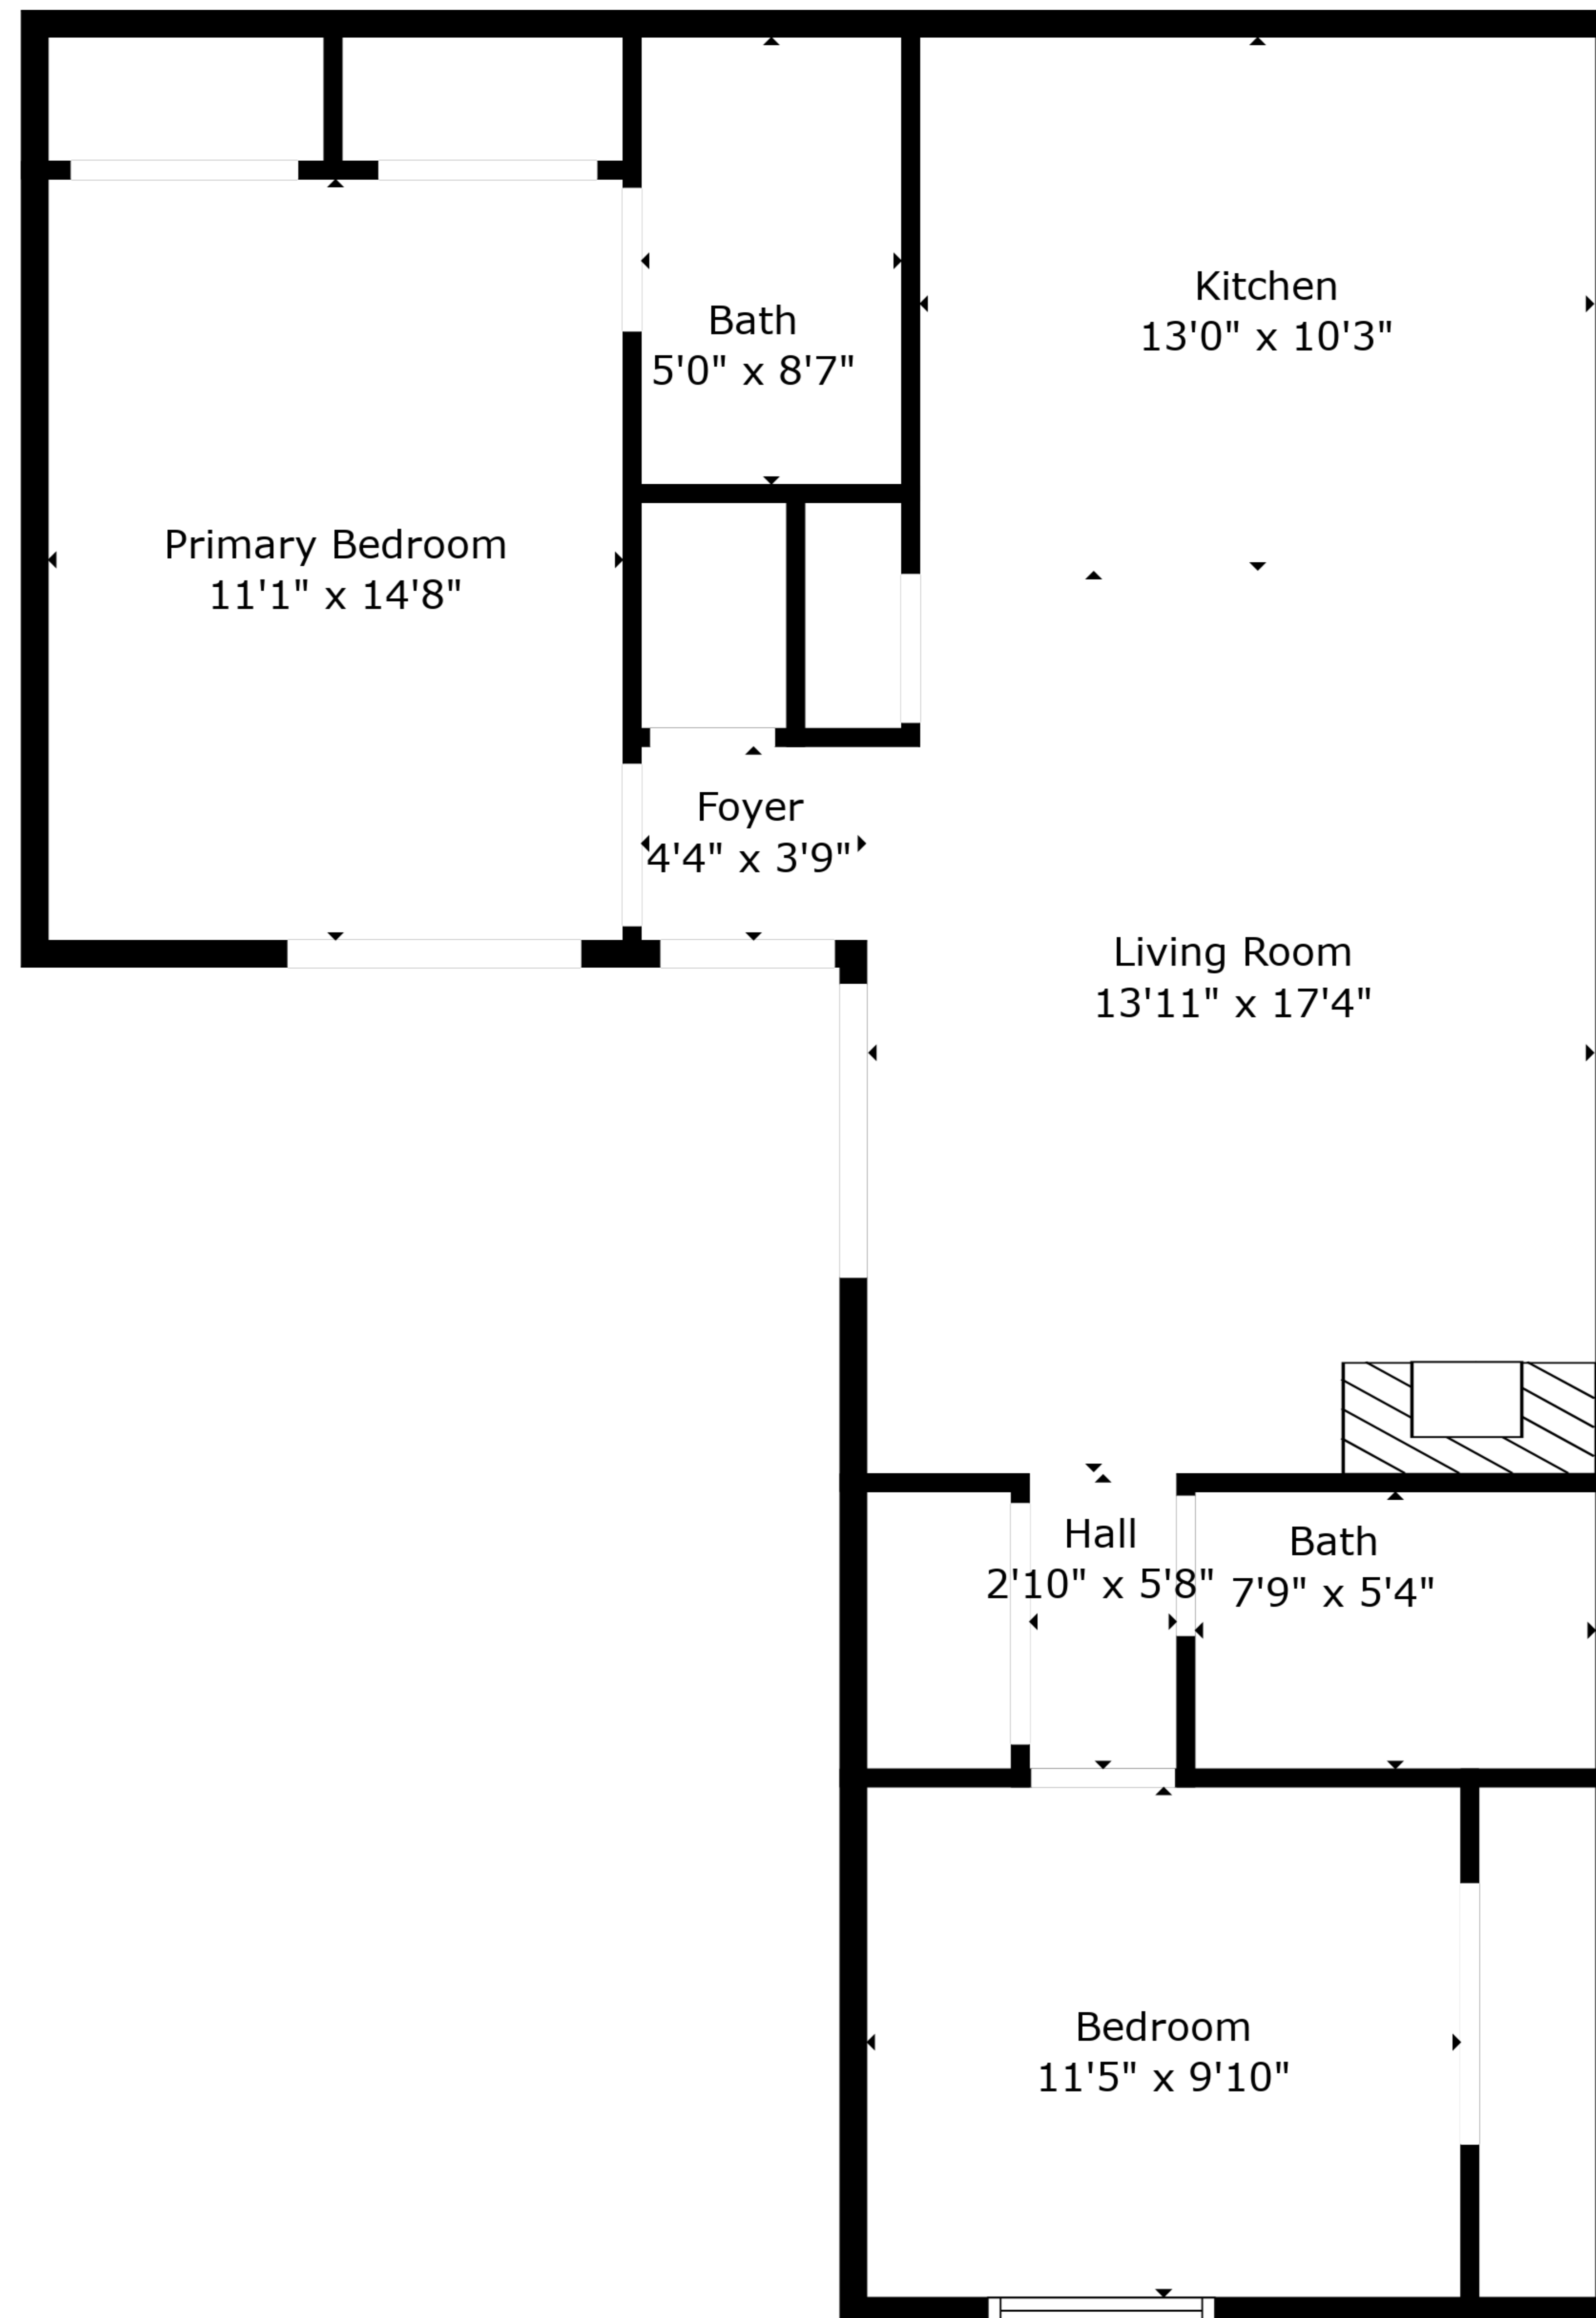 Kitchen
13'0" x 10'3"
Bath
5'0" x 8'7"
Primary Bedroom
11'1" x 14'8"
Foyer
4'4" x 3'9"
Living Room
13'11" x 17'4"
Hall
2'10" x 5'8"
Bath
7'9" x 5'4"
Bedroom
11'5" x 9'10"